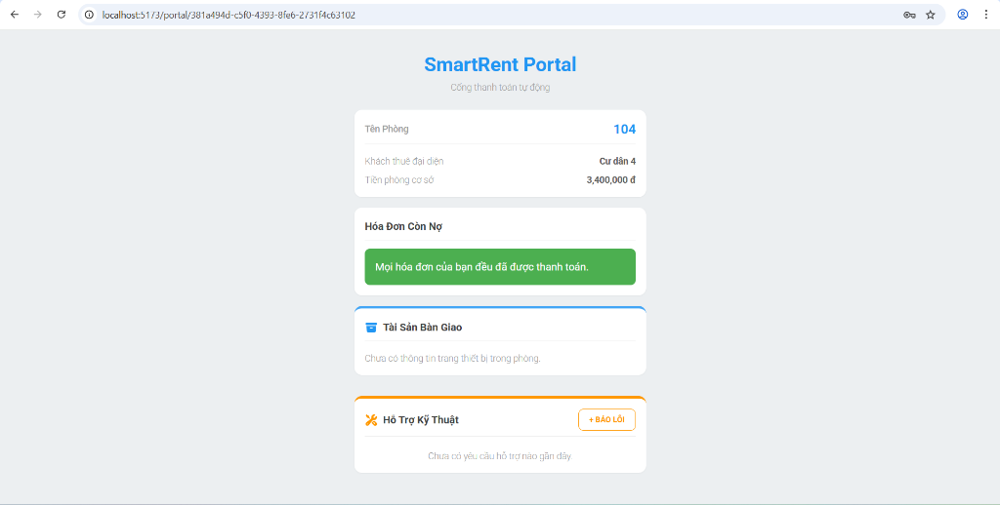 localhost:5173/portal/381a494d-c5f0-4393-8fe6-2731f4c63102
SmartRent Portal
Cổng thanh toán tự động
Tên Phòng 104
Khách thuê đại diện Cư dân 4
Tiền phòng cơ sở 3,400,000 đ
Hóa Đơn Còn Nợ
Mọi hóa đơn của bạn đều đã được thanh toán.
Tài Sản Bàn Giao
Chưa có thông tin trang thiết bị trong phòng.
Hỗ Trợ Kỹ Thuật + BÁO LỖI
Chưa có yêu cầu hỗ trợ nào gần đây.